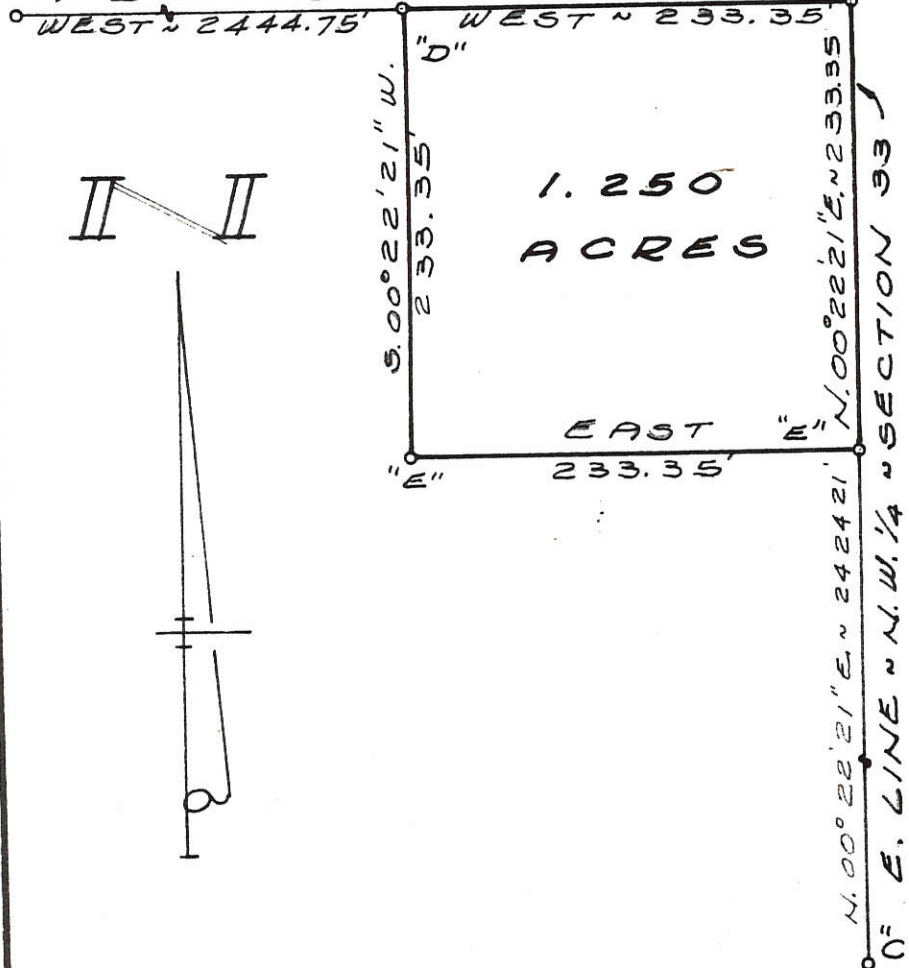 WEST ~ 2444.75'
WEST ~ 233.35'
"D"
S. 00° 22' 21" W.
233.35'
1. 250
ACRES
N. 00° 22' 21" E. ~ 233.35
N
EAST
"E"
233.35'
"E"
N. 00° 22' 21" E. ~ 2424 21'
E. LINE ~ N. W. 1/4 ~ SECTION 33